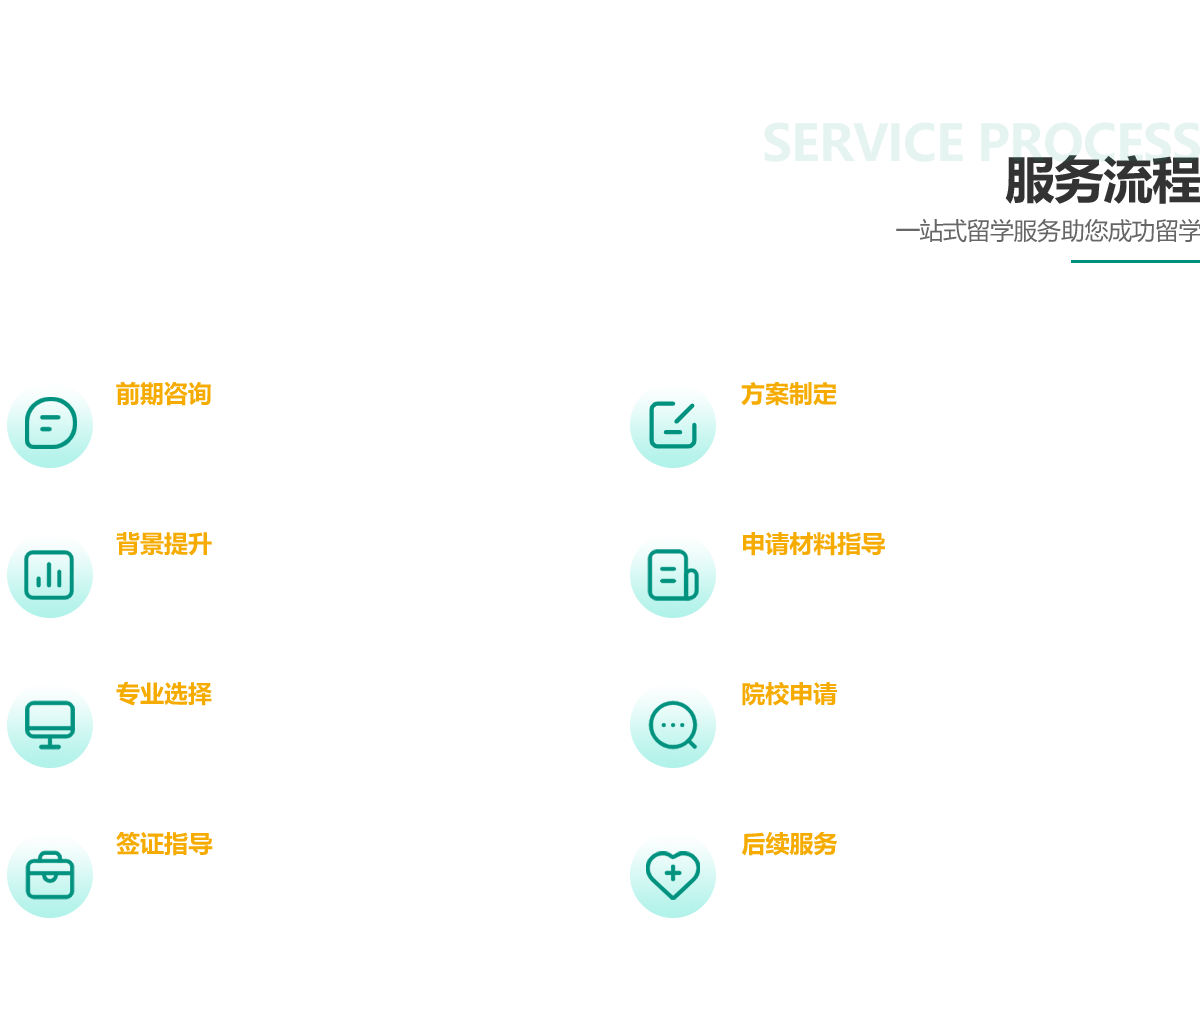 SERVICE PROCESS
服务流程
一站式留学服务助您成功留学
前期咨询
方案制定
背景提升
申请材料指导
专业选择
院校申请
签证指导
后续服务